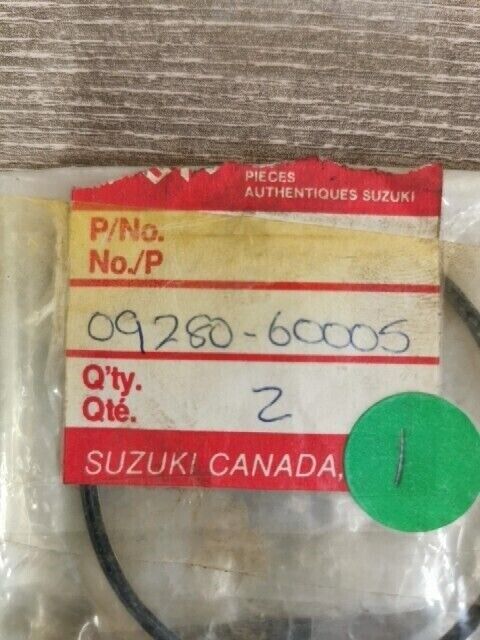 PIECES
AUTHENTIQUES SUZUKI
P/No.
No./P
09280-60005
Q'ty.
Qté.
2
SUZUKI CANADA,
1